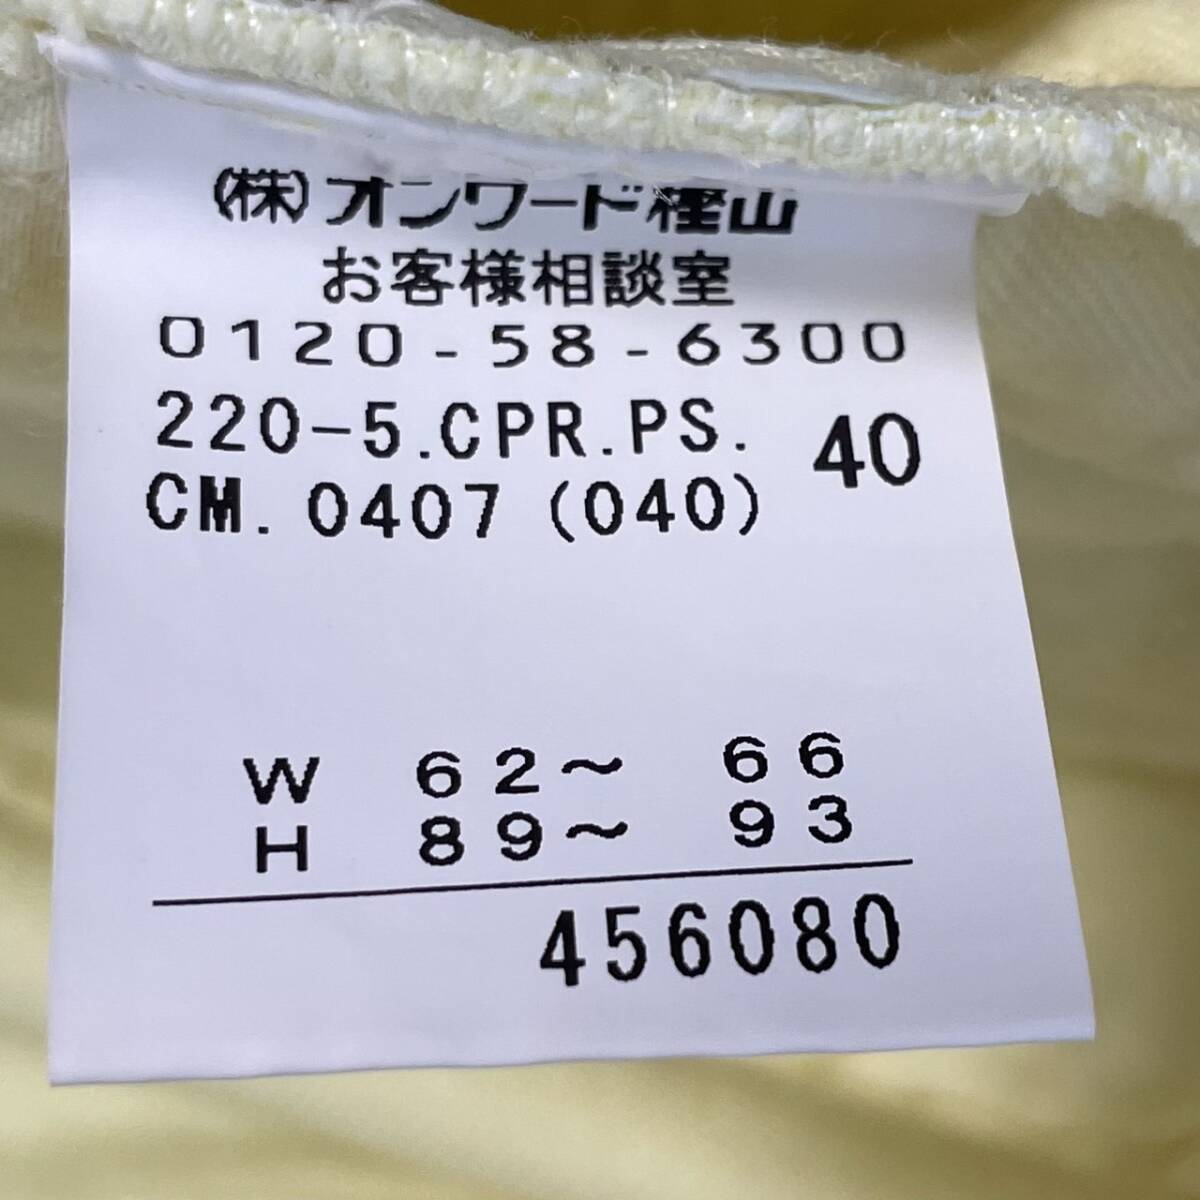 (株)オンワード樫山
お客様相談室
0120-58-6300
220-5.CPR.PS. 40
CM.0407(040)
W 62~ 66
H 89~ 93
456080